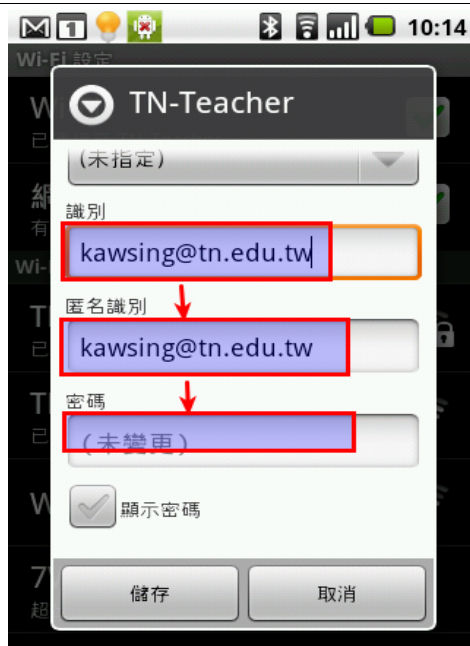 1
10:14
Wi-Fi 設定
TN-Teacher
(未指定)
識別
kawsing@tn.edu.tw
匿名識別
kawsing@tn.edu.tw
密碼
(未變更)
顯示密碼
儲存
取消